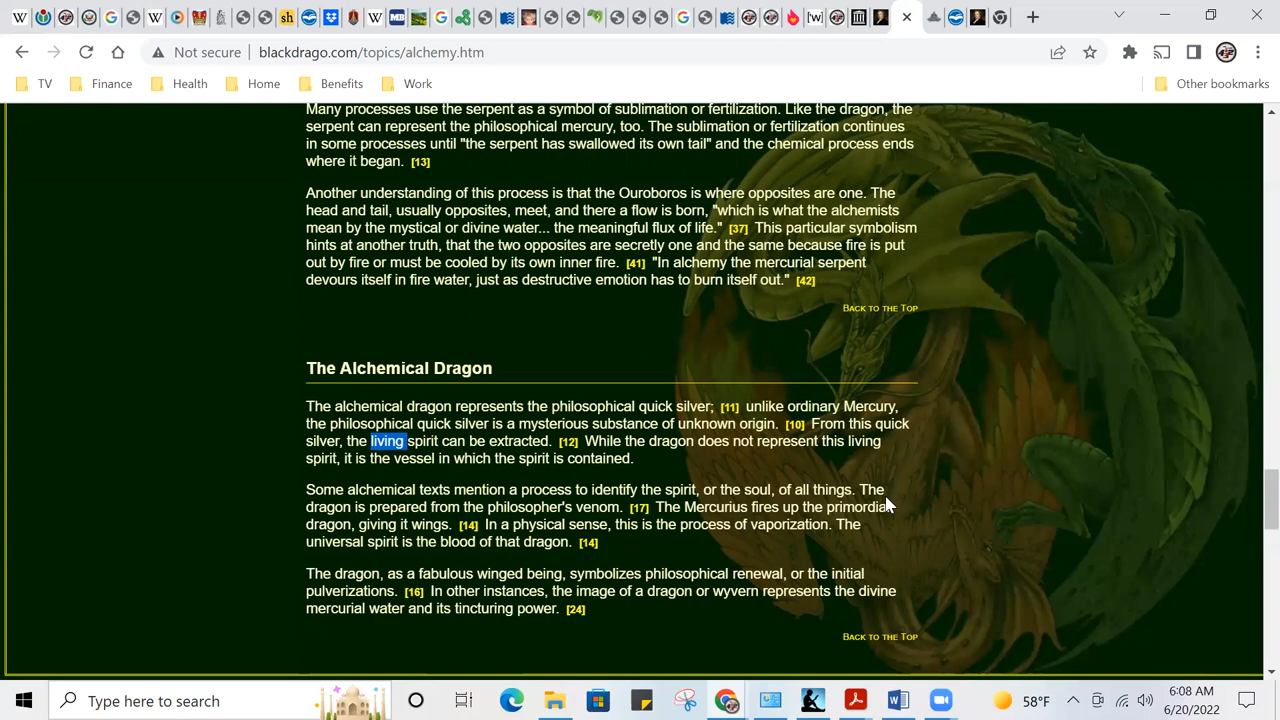 Not secure
blackdrago.com/topics/alchemy.htm
TV
Finance
Health
Home
Benefits
Work
Other bookmarks
Many processes use the serpent as a symbol of sublimation or fertilization. Like the dragon, the
serpent can represent the philosophical mercury, too. The sublimation or fertilization continues
in some processes until "the serpent has swallowed its own tail" and the chemical process ends
where it began. [13]
Another understanding of this process is that the Ouroboros is where opposites are one. The
head and tail, usually opposites, meet, and there a flow is born, "which is what the alchemists
mean by the mystical or divine water... the meaningful flux of life." [37] This particular symbolism
hints at another truth, that the two opposites are secretly one and the same because fire is put
out by fire or must be cooled by its own inner fire. [41] "In alchemy the mercurial serpent
devours itself in fire water, just as destructive emotion has to burn itself out." [42]
BACK TO THE TOP
The Alchemical Dragon
The alchemical dragon represents the philosophical quick silver; [11] unlike ordinary Mercury,
the philosophical quick silver is a mysterious substance of unknown origin. [10] From this quick
silver, the living spirit can be extracted. [12] While the dragon does not represent this living
spirit, it is the vessel in which the spirit is contained.
Some alchemical texts mention a process to identify the spirit, or the soul, of all things. The
dragon is prepared from the philosopher's venom. [17] The Mercurius fires up the primordial
dragon, giving it wings. [14] In a physical sense, this is the process of vaporization. The
universal spirit is the blood of that dragon. [14]
The dragon, as a fabulous winged being, symbolizes philosophical renewal, or the initial
pulverizations. [16] In other instances, the image of a dragon or wyvern represents the divine
mercurial water and its tincturing power. [24]
BACK TO THE TOP
Type here to search
58°F
6:08 AM
6/20/2022